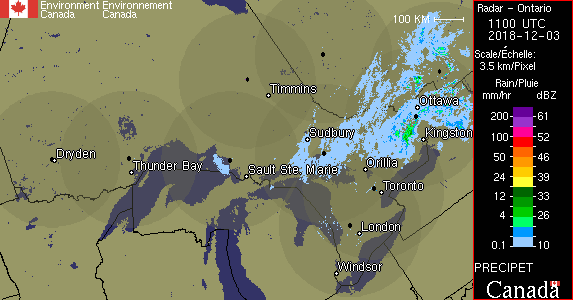 Environment Environnement
Canada Canada
100 KM
Timmins
Ottawa
Sudbury
Kingston
Dryden
Thunder Bay
Sault Ste. Marie
Orillia
Toronto
London
Windsor
Radar - Ontario
1100 UTC
2018-12-03
Scale/Échelle:
3.5 km/Pixel
Rain/Pluie
mm/hr dBZ
200 61
100 52
50 46
24 39
12 33
4 26
2 20
0.1 10
PRECIPET
Canada